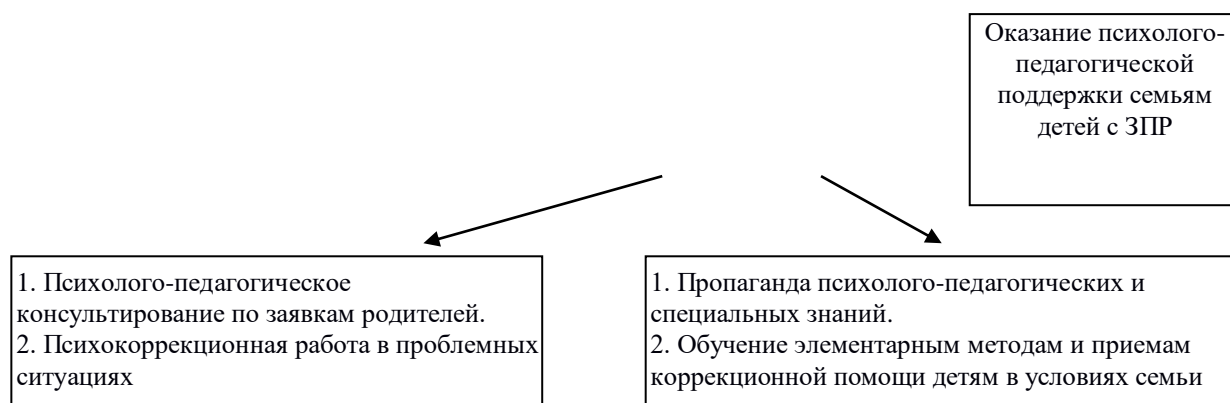 Оказание психолого-
педагогической
поддержки семьям
детей с ЗПР
1. Психолого-педагогическое
консультирование по заявкам родителей.
2. Психокоррекционная работа в проблемных
ситуациях
1. Пропаганда психолого-педагогических и
специальных знаний.
2. Обучение элементарным методам и приемам
коррекционной помощи детям в условиях семьи